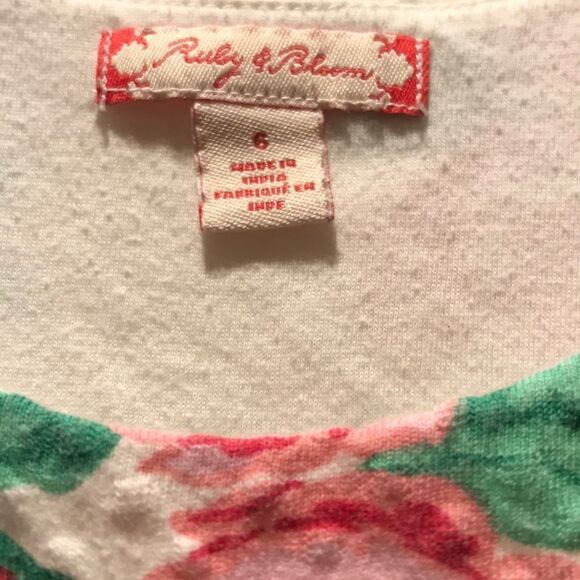 Ruby & Bloom
6
MADE IN
INDIA
FABRIQUÉ EN
INDE